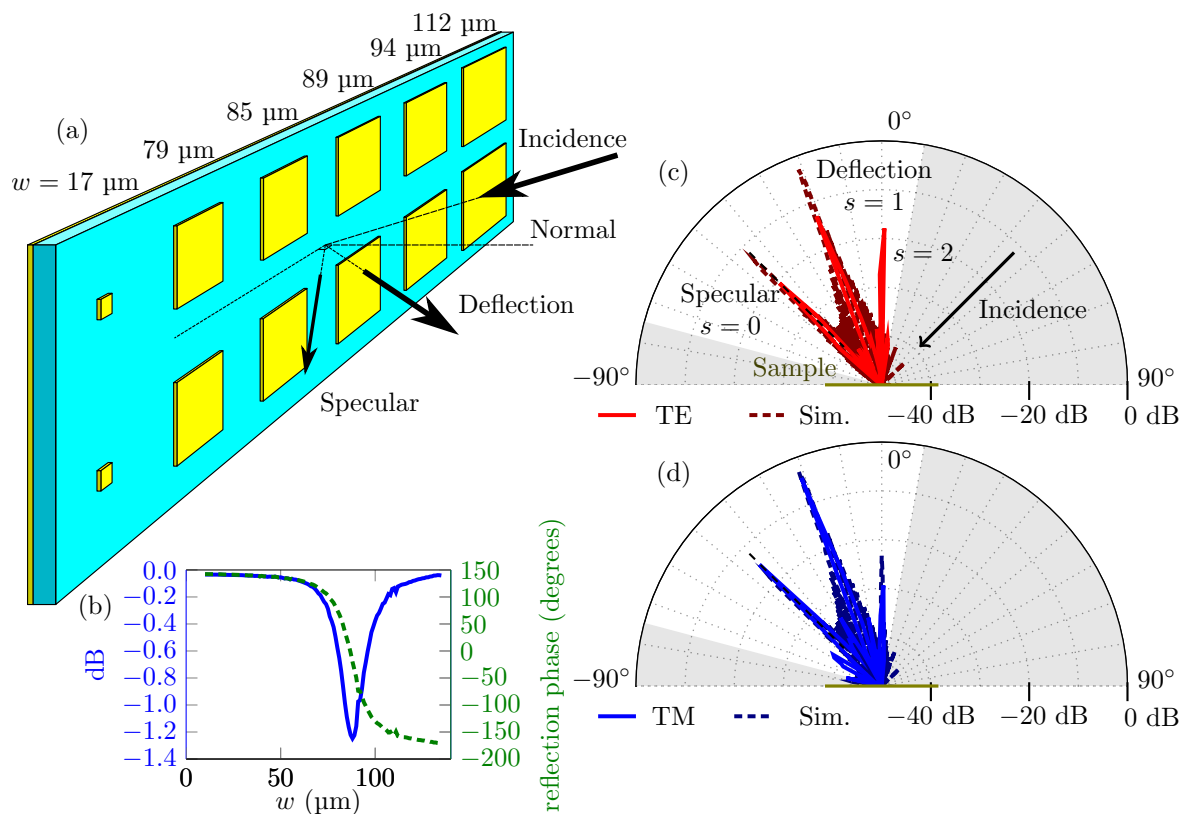 (a)
w = 17 µm
79 µm
85 µm
89 µm
94 µm
112 µm
Incidence
Normal
Deflection
Specular
(b)
0.0
−0.2
−0.4
−0.6
−0.8
−1.0
−1.2
−1.4
dB
0
50
100
w (µm)
150
100
50
0
−50
−100
−150
−200
reflection phase (degrees)
(c)
0°
Deflection
s = 1
s = 2
Specular
s = 0
Incidence
Sample
−90°
90°
−40 dB
−20 dB
0 dB
TE
Sim.
(d)
0°
−90°
90°
−40 dB
−20 dB
0 dB
TM
Sim.